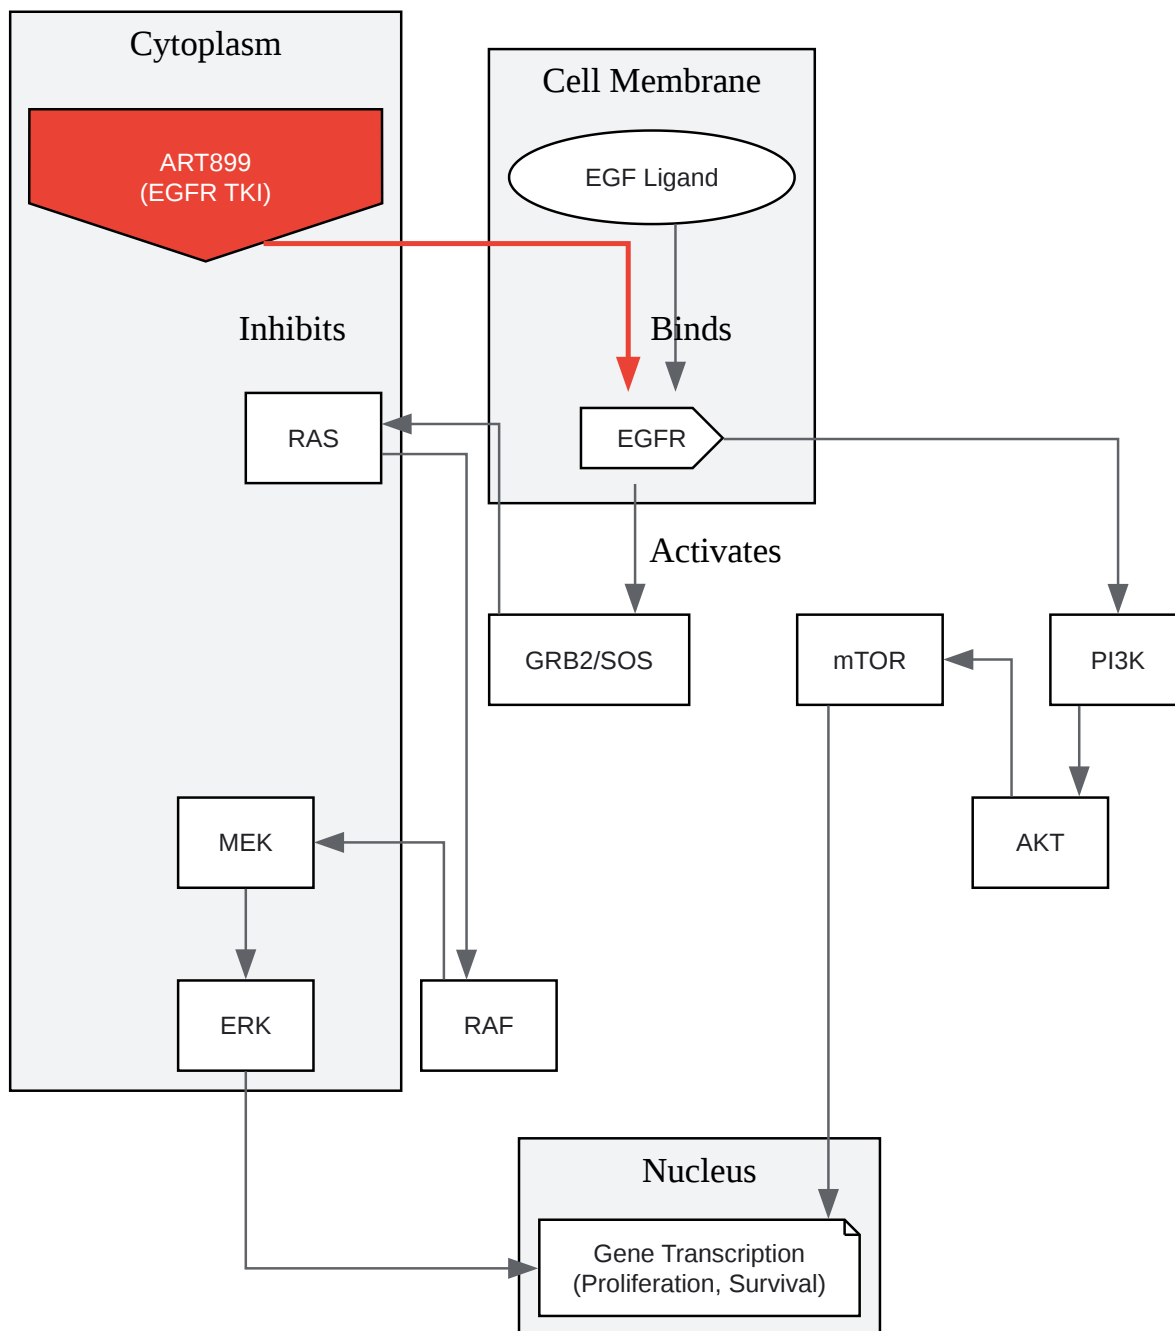 Cytoplasm
Cell Membrane
ART899
(EGFR TKI)
EGF Ligand
Inhibits
Binds
RAS
EGFR
Activates
GRB2/SOS
mTOR
PI3K
MEK
AKT
ERK
RAF
Nucleus
Gene Transcription
(Proliferation, Survival)